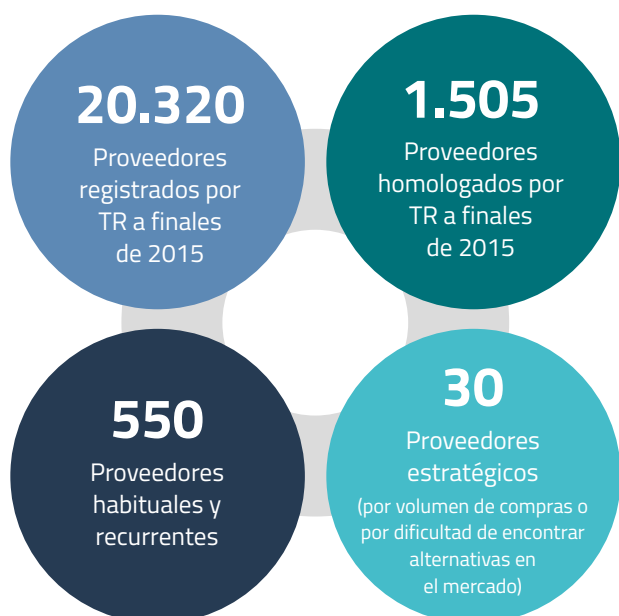 20.320
Proveedores
registrados por
TR a finales
de 2015
1.505
Proveedores
homologados por
TR a finales
de 2015
550
Proveedores
habituales y
recurrentes
30
Proveedores
estratégicos
(por volumen de compras o
por dificultad de encontrar
alternativas en
el mercado)